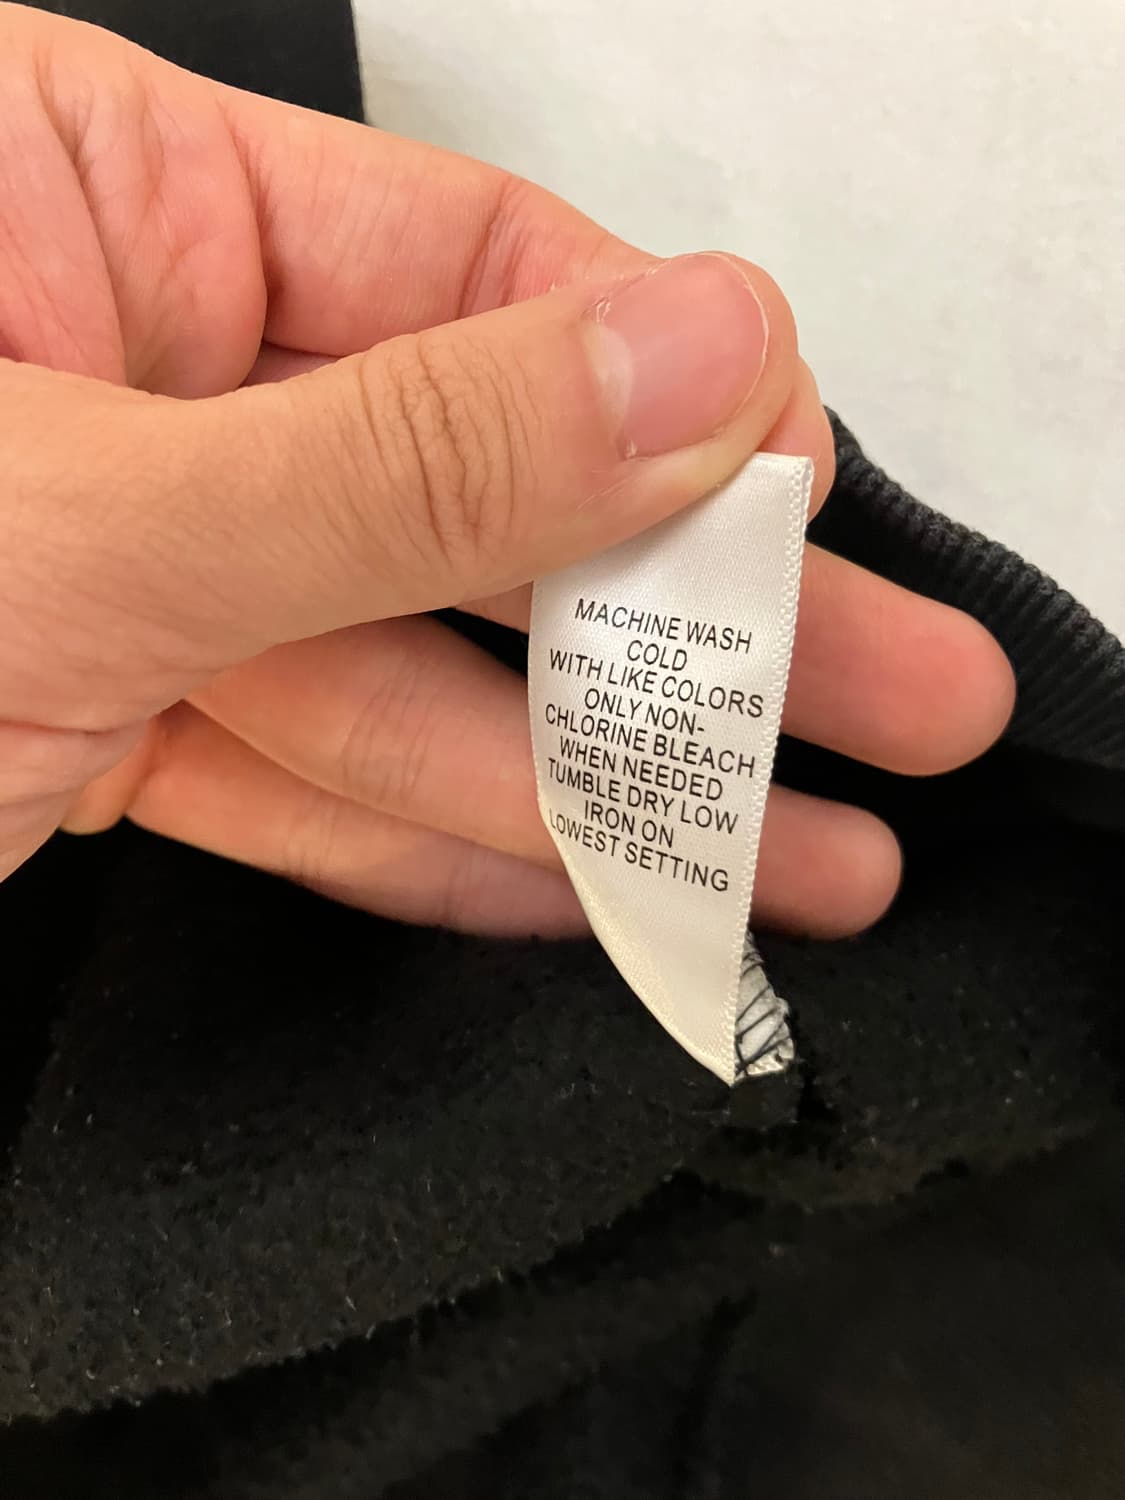 MACHINE WASH
COLD
WITH LIKE COLORS
ONLY NON-
CHLORINE BLEACH
WHEN NEEDED
TUMBLE DRY LOW
IRON ON
LOWEST SETTING